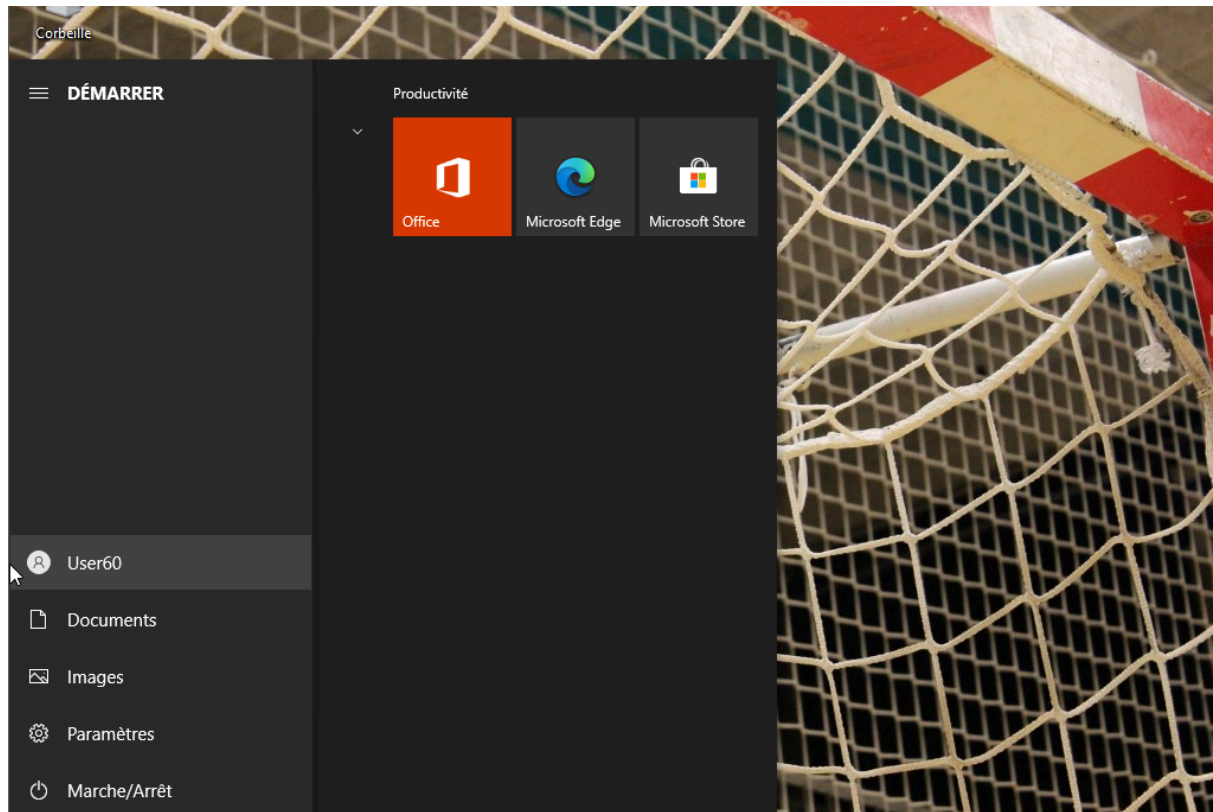 Corbeille
DÉMARRER
Productivité
Office
Microsoft Edge
Microsoft Store
User60
Documents
Images
Paramètres
Marche/Arrêt